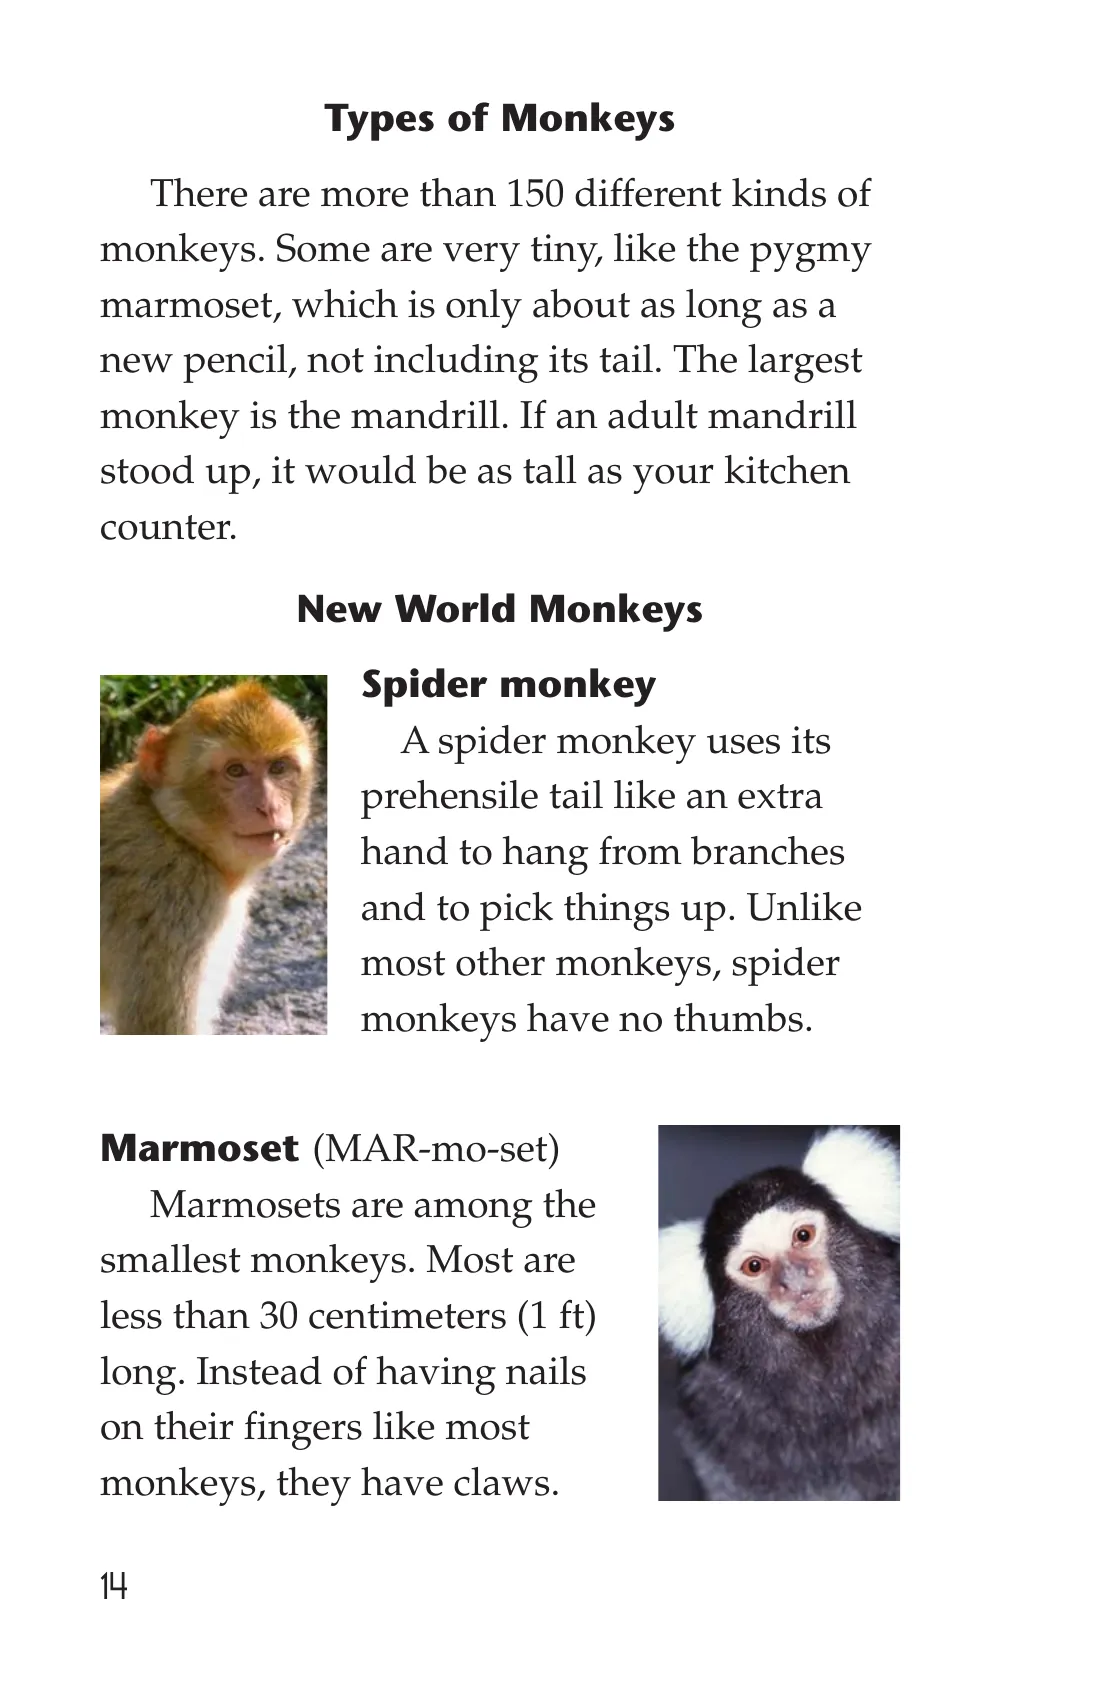 Types of Monkeys
There are more than 150 different kinds of
monkeys. Some are very tiny, like the pygmy
marmoset, which is only about as long as a
new pencil, not including its tail. The largest
monkey is the mandrill. If an adult mandrill
stood up, it would be as tall as your kitchen
counter.
New World Monkeys
Spider monkey
A spider monkey uses its
prehensile tail like an extra
hand to hang from branches
and to pick things up. Unlike
most other monkeys, spider
monkeys have no thumbs.
Marmoset (MAR-mo-set)
Marmosets are among the
smallest monkeys. Most are
less than 30 centimeters (1 ft)
long. Instead of having nails
on their fingers like most
monkeys, they have claws.
14